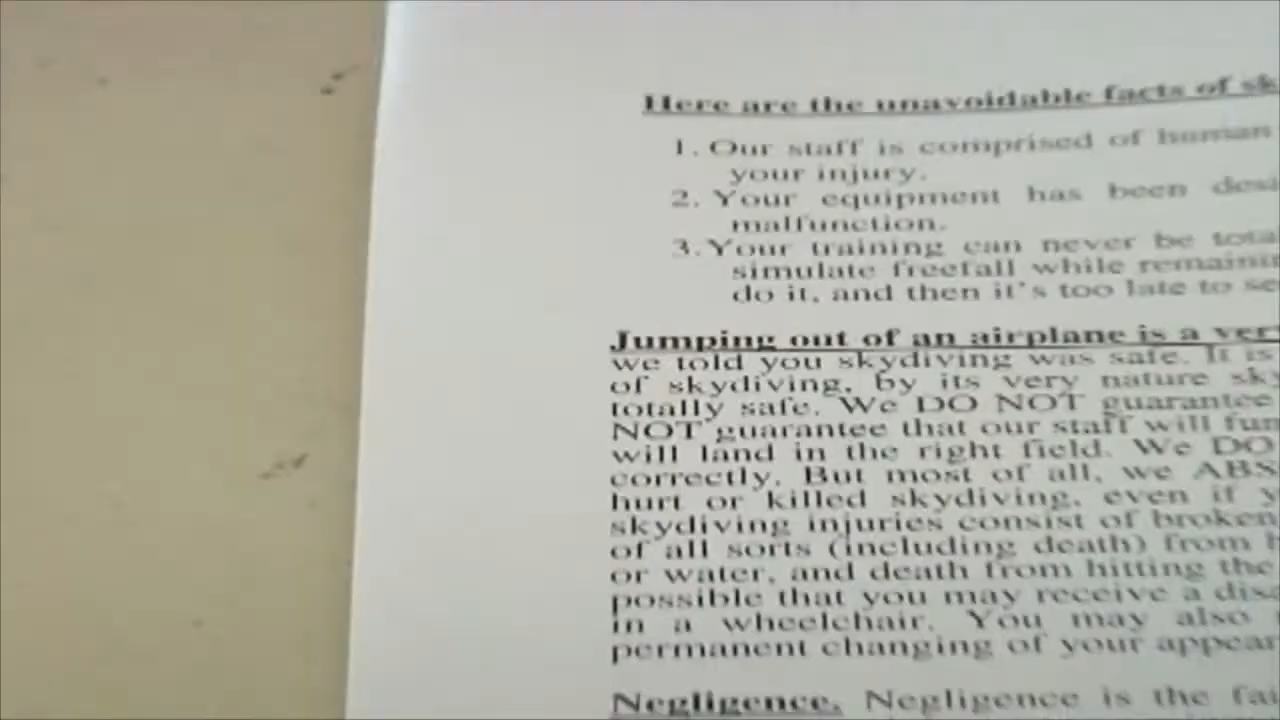 Here are the unavoidable facts of sk
1. Our staff is comprised of human
your injury.
2. Your equipment has been desi
malfunction.
3. Your training can never be tota
simulate freefall while remainin
do it, and then it's too late to se
Jumping out of an airplane is a ver
we told you skydiving was safe. It is
of skydiving, by its very nature sky
totally safe. We DO NOT guarantee
NOT guarantee that our staff will fun
will land in the right field. We DO
correctly. But most of all, we ABS
hurt or killed skydiving, even if y
skydiving injuries consist of broken
of all sorts (including death) from h
or water, and death from hitting the
possible that you may receive a disa
in a wheelchair. You may also
permanent changing of your appear
Negligence. Negligence is the fai